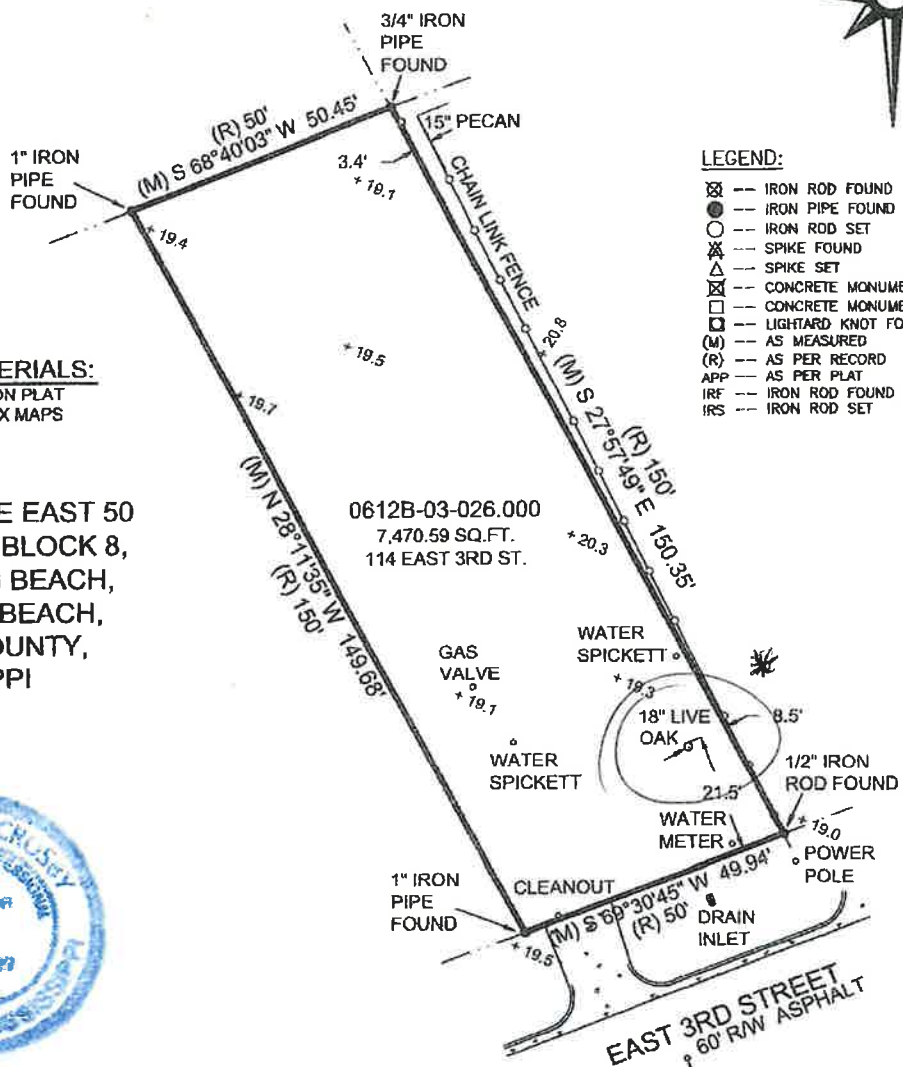 3/4" IRON
PIPE
FOUND
(R) 50'
(M) S 68°40'03" W 50.45'
1" IRON
PIPE
FOUND
15" PECAN
3.4'
+ 19.1
+ 19.4
CHAIN LINK FENCE
LEGEND:
-- IRON ROD FOUND
-- IRON PIPE FOUND
-- IRON ROD SET
-- SPIKE FOUND
-- SPIKE SET
-- CONCRETE MONUME
-- CONCRETE MONUME
-- LIGHTARD KNOT FO
(M) -- AS MEASURED
(R) -- AS PER RECORD
APP -- AS PER PLAT
IRF -- IRON ROD FOUND
IRS -- IRON ROD SET
+ 20.8
+ 19.5
+ 19.7
ERIALS:
ON PLAT
X MAPS
(R) 150'
(M) S 27°57'49" E 150.35'
(M) N 28°11'35" W 149.68'
(R) 150'
0612B-03-026.000
7,470.59 SQ.FT.
114 EAST 3RD ST.
+ 20.3
E EAST 50
BLOCK 8,
BEACH,
BEACH,
OUNTY,
PPI
WATER
SPICKETT
GAS
VALVE
+ 19.1
+ 19.3
18" LIVE
OAK
8.5'
WATER
SPICKETT
21.5'
1/2" IRON
ROD FOUND
WATER
METER
+ 19.0
POWER
POLE
1" IRON
PIPE
FOUND
CLEANOUT
(M) S 69°30'45" W 49.94'
(R) 50'
DRAIN
INLET
+ 19.5
EAST 3RD STREET
60' R/W ASPHALT
CROSBY
MISSISSIPPI